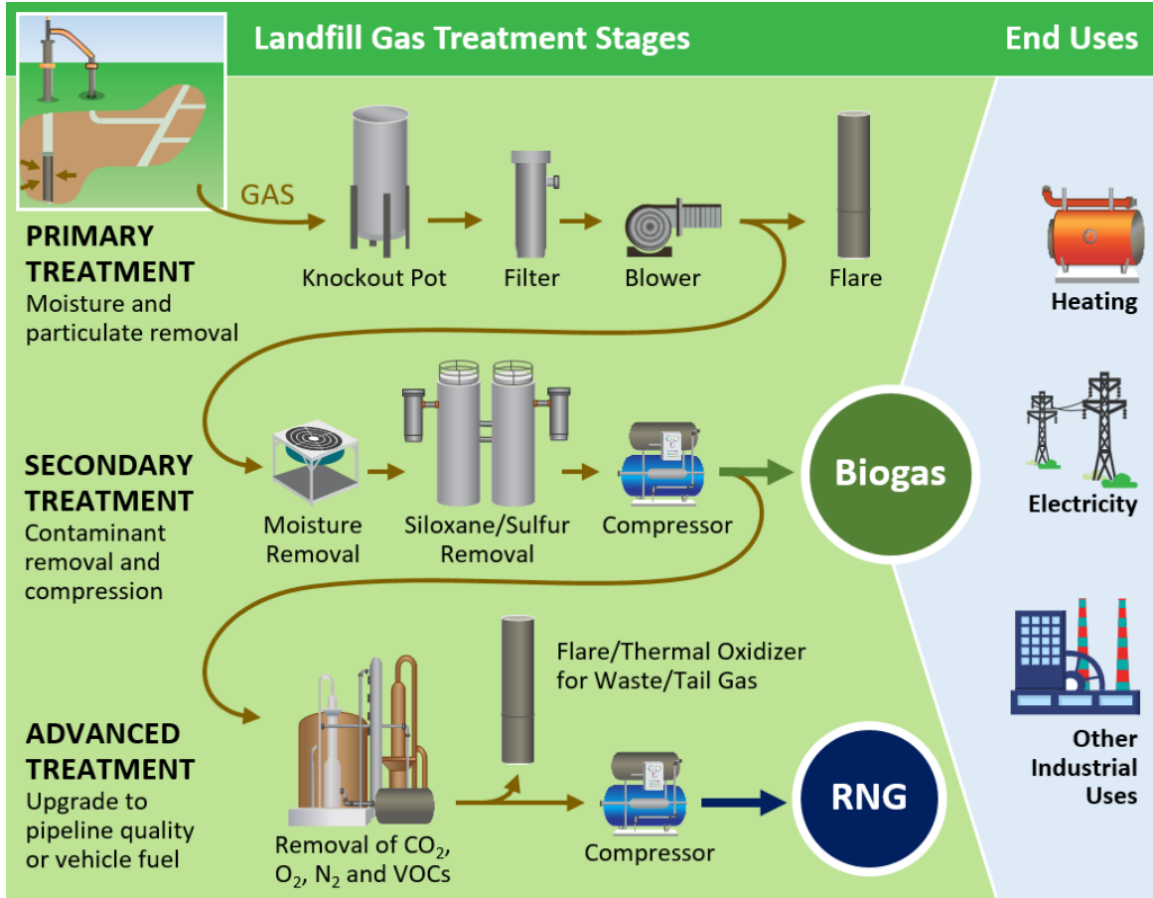 Landfill Gas Treatment Stages
End Uses
GAS
PRIMARY
TREATMENT
Moisture and
particulate removal
Knockout Pot
Filter
Blower
Flare
Heating
SECONDARY
TREATMENT
Contaminant
removal and
compression
Moisture
Removal
Siloxane/Sulfur
Removal
Compressor
Biogas
Electricity
ADVANCED
TREATMENT
Upgrade to
pipeline quality
or vehicle fuel
Removal of CO₂,
O₂, N₂ and VOCs
Flare/Thermal Oxidizer
for Waste/Tail Gas
Compressor
RNG
Other
Industrial
Uses